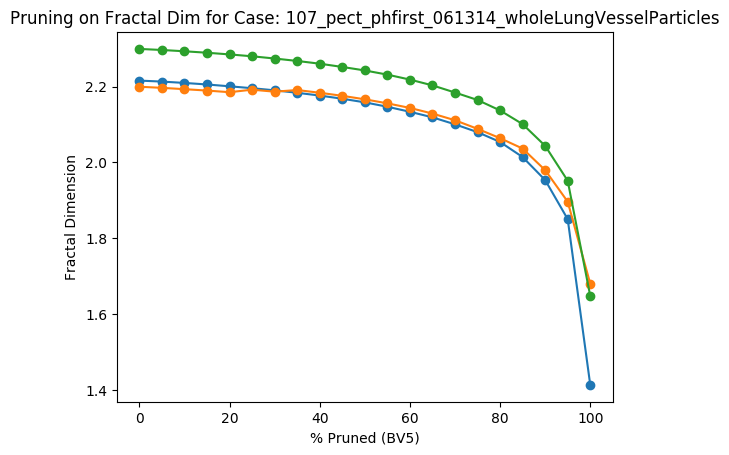 Pruning on Fractal Dim for Case: 107_pect_phfirst_061314_wholeLungVesselParticles
2.2
2.0
1.8
1.6
1.4
Fractal Dimension
0 20 40 60 80 100
% Pruned (BV5)